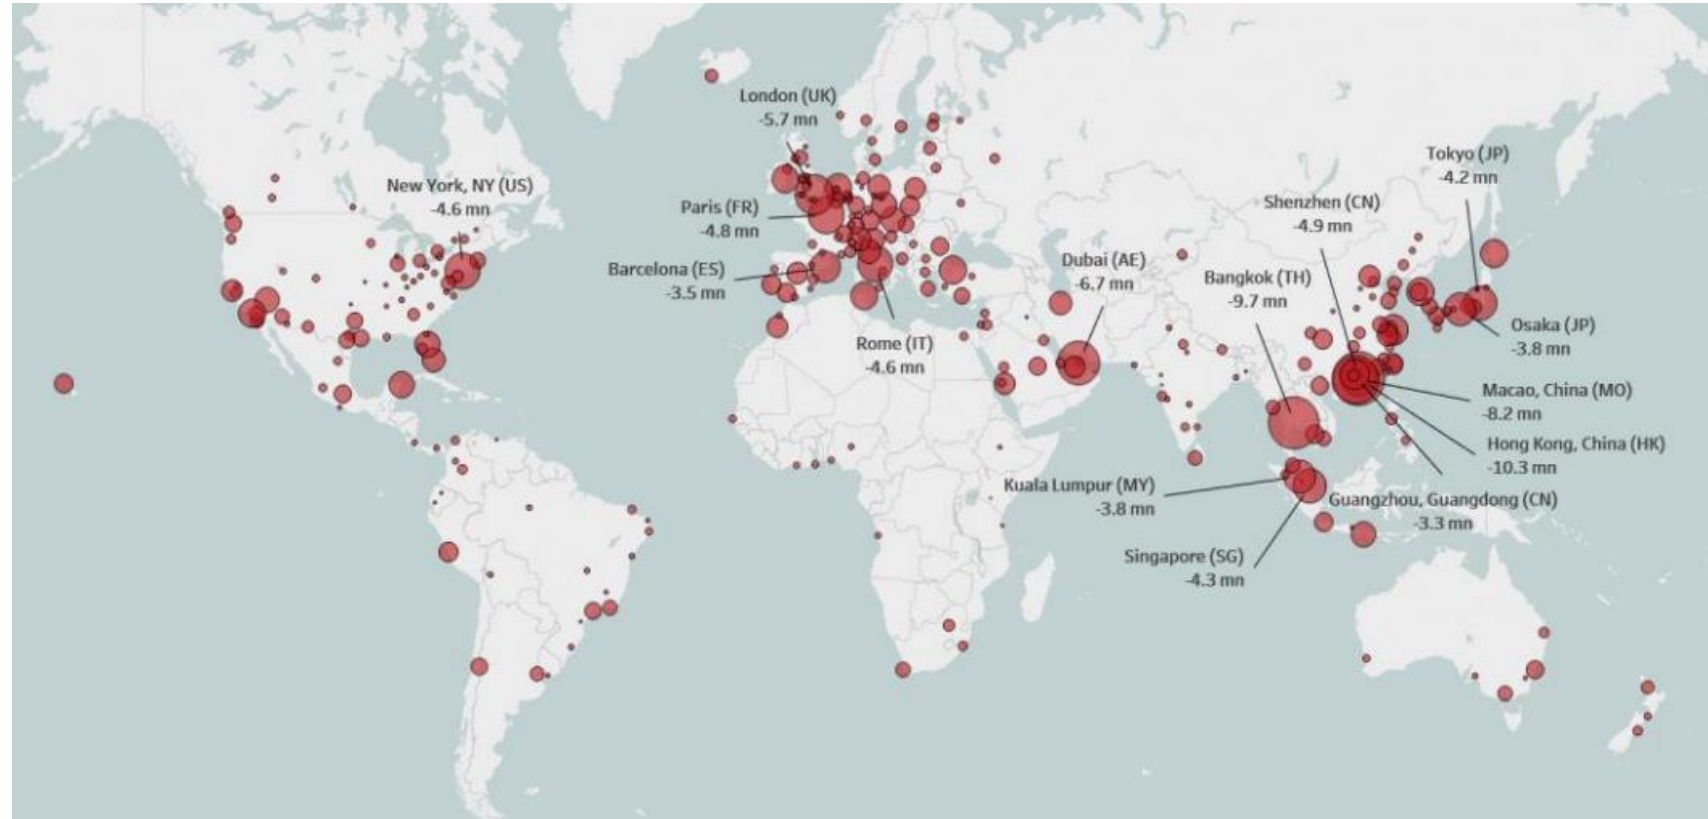 London (UK)
-5.7 mn
New York, NY (US)
-4.6 mn
Paris (FR)
-4.8 mn
Barcelona (ES)
-3.5 mn
Rome (IT)
-4.6 mn
Dubai (AE)
-6.7 mn
Bangkok (TH)
-9.7 mn
Shenzhen (CN)
-4.9 mn
Tokyo (JP)
-4.2 mn
Osaka (JP)
-3.8 mn
Macao, China (MO)
-8.2 mn
Hong Kong, China (HK)
-10.3 mn
Guangzhou, Guangdong (CN)
-3.3 mn
Kuala Lumpur (MY)
-3.8 mn
Singapore (SG)
-4.3 mn